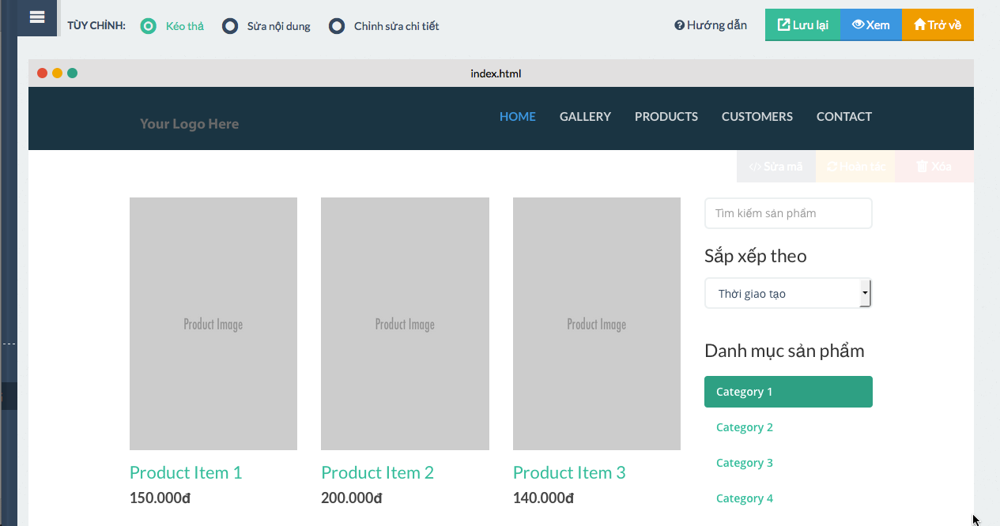 TÙY CHỈNH: Kéo thả Sửa nội dung Chỉnh sửa chi tiết Hướng dẫn Lưu lại Xem Trở về
index.html
Your Logo Here HOME GALLERY PRODUCTS CUSTOMERS CONTACT
</> Sửa mã Hoàn tác Xóa
Tìm kiếm sản phẩm
Sắp xếp theo
Thời giao tạo
Product Image Product Image Product Image
Danh mục sản phẩm
Category 1
Category 2
Category 3
Product Item 1 Product Item 2 Product Item 3
150.000đ 200.000đ 140.000đ Category 4